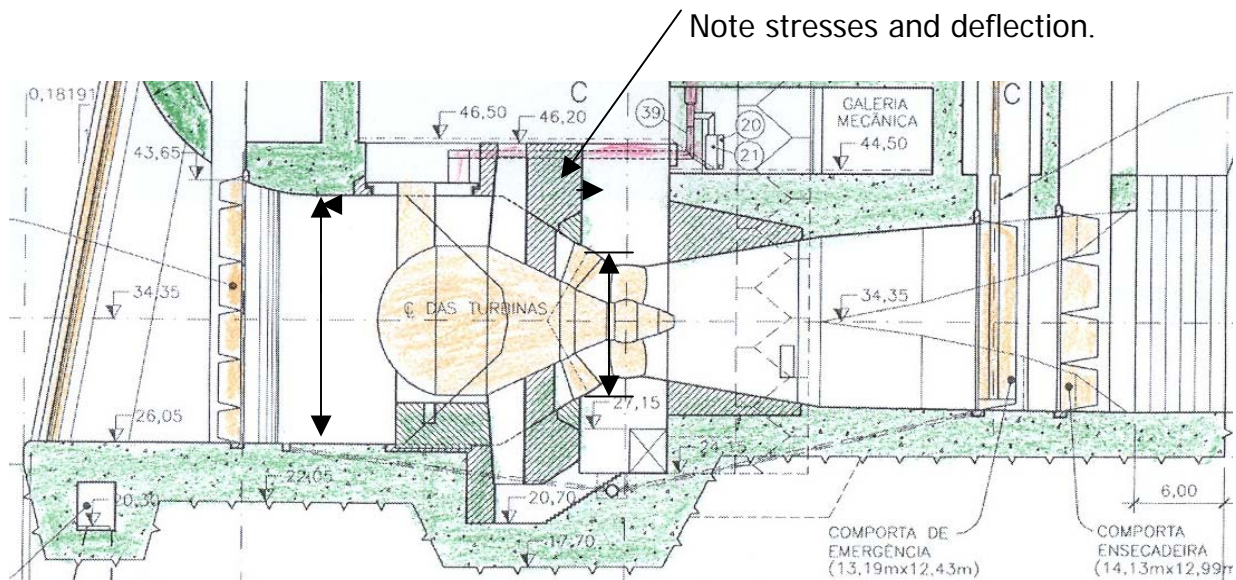 Note stresses and deflection.
C
C
0,18191
46,50
46,20
39
20
21
GALERIA
MECÂNICA
44,50
43,65
34,35
℄ DAS TURBINAS
34,35
26,05
27,15
24,15
22,05
20,30
20,70
17,70
6,00
COMPORTA DE
EMERGÊNCIA
(13,19mx12,43m)
COMPORTA
ENSECADEIRA
(14,13mx12,99m